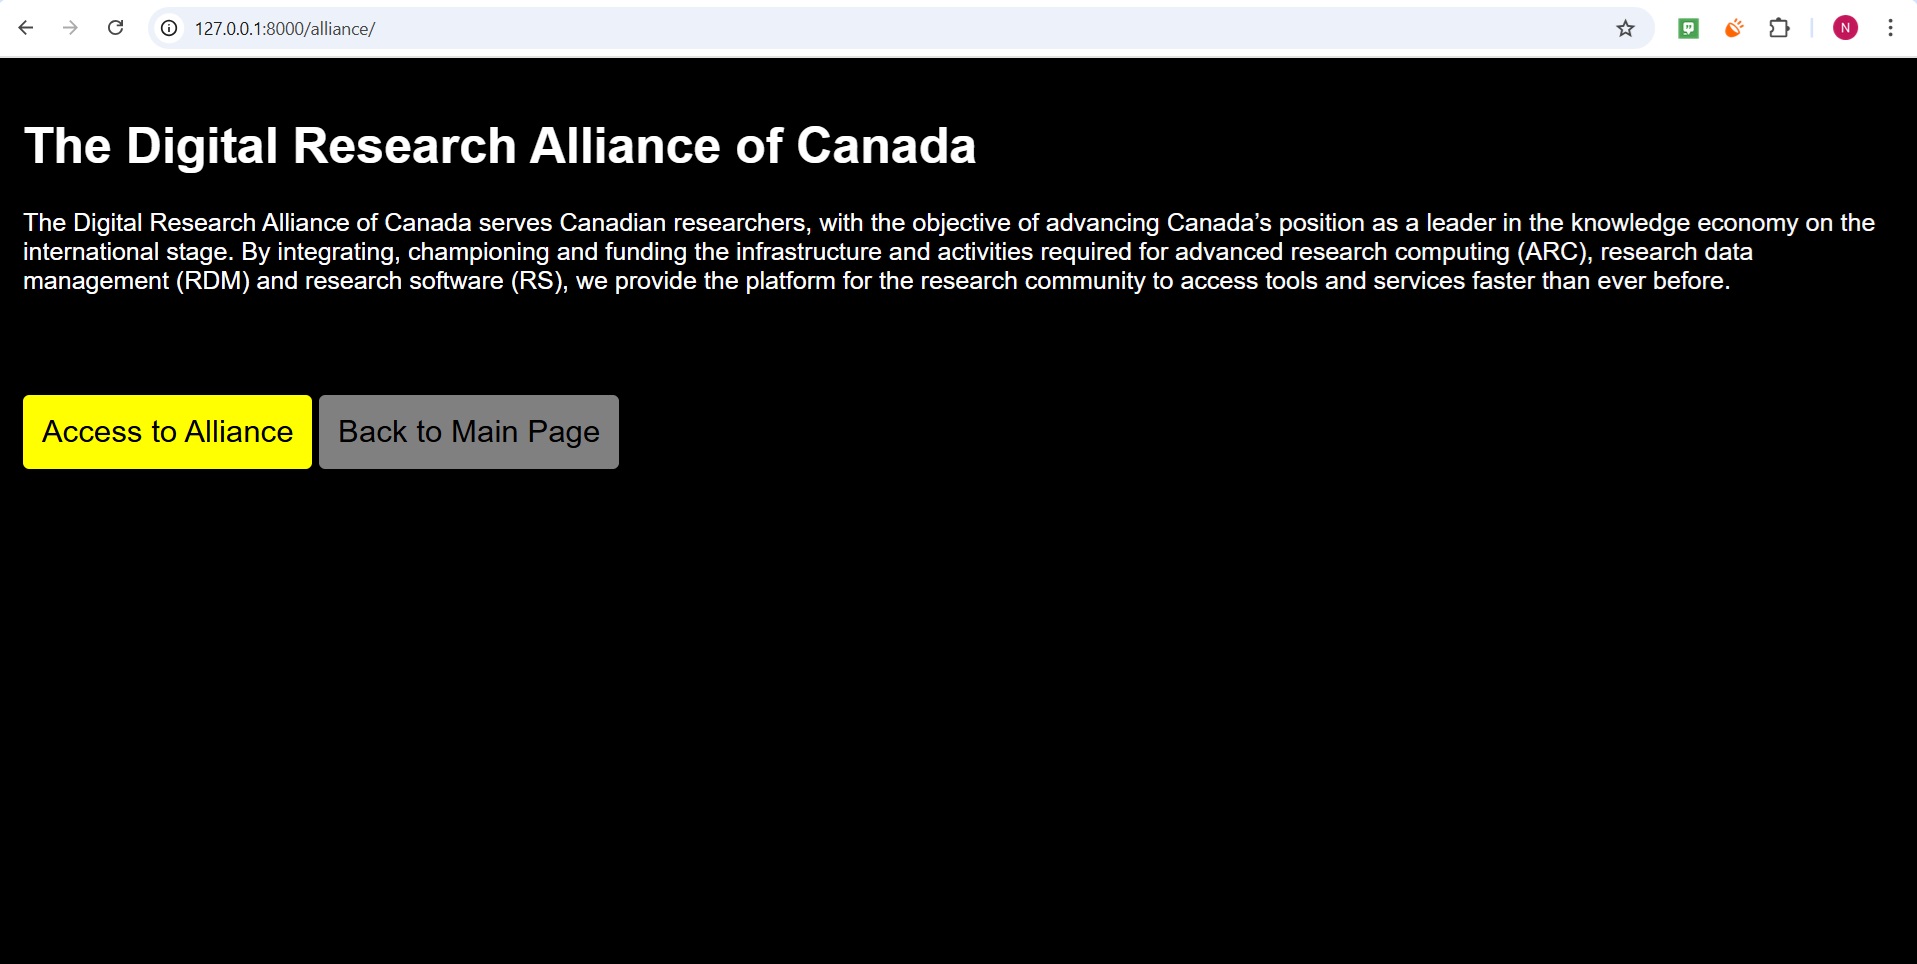 127.0.0.1:8000/alliance/
N
The Digital Research Alliance of Canada
The Digital Research Alliance of Canada serves Canadian researchers, with the objective of advancing Canada’s position as a leader in the knowledge economy on the
international stage. By integrating, championing and funding the infrastructure and activities required for advanced research computing (ARC), research data
management (RDM) and research software (RS), we provide the platform for the research community to access tools and services faster than ever before.
Access to Alliance Back to Main Page